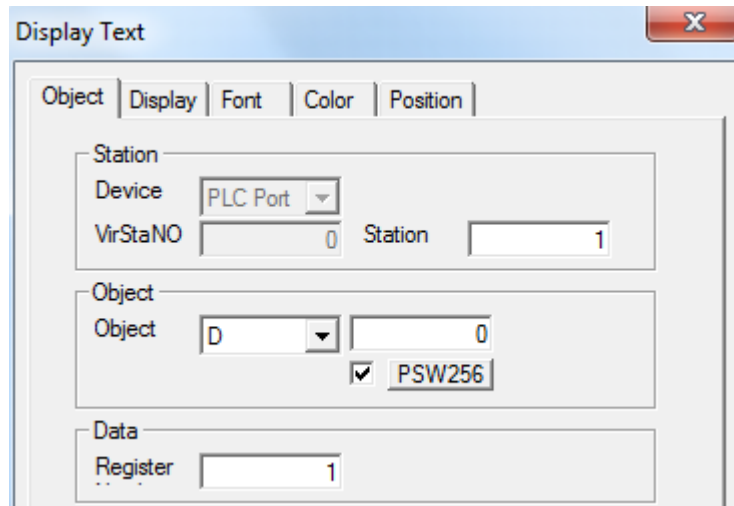 Display Text
Object Display Font Color Position
Station
Device PLC Port
VirStaNO 0 Station 1
Object
Object D 0
PSW256
Data
Register 1